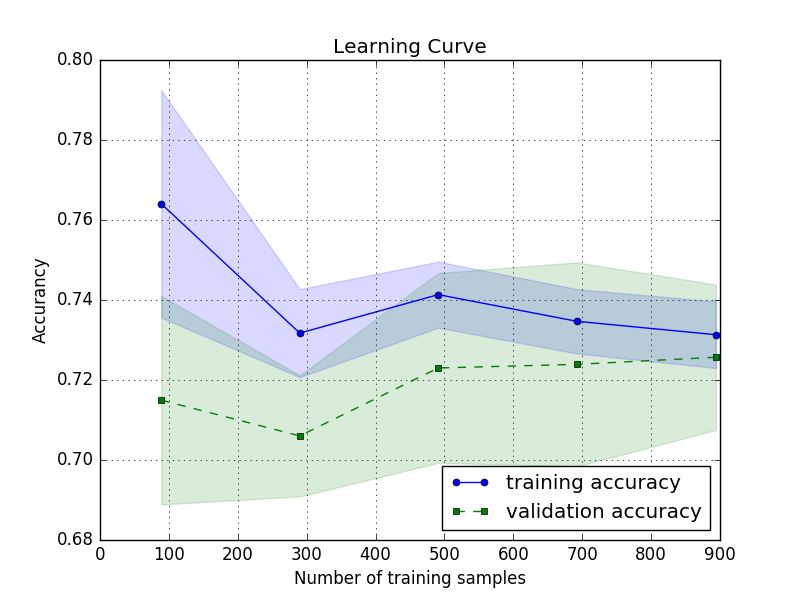 Learning Curve
0.80
0.78
0.76
0.74
0.72
0.70
0.68
Accurancy
0 100 200 300 400 500 600 700 800 900
Number of training samples
training accuracy
validation accuracy